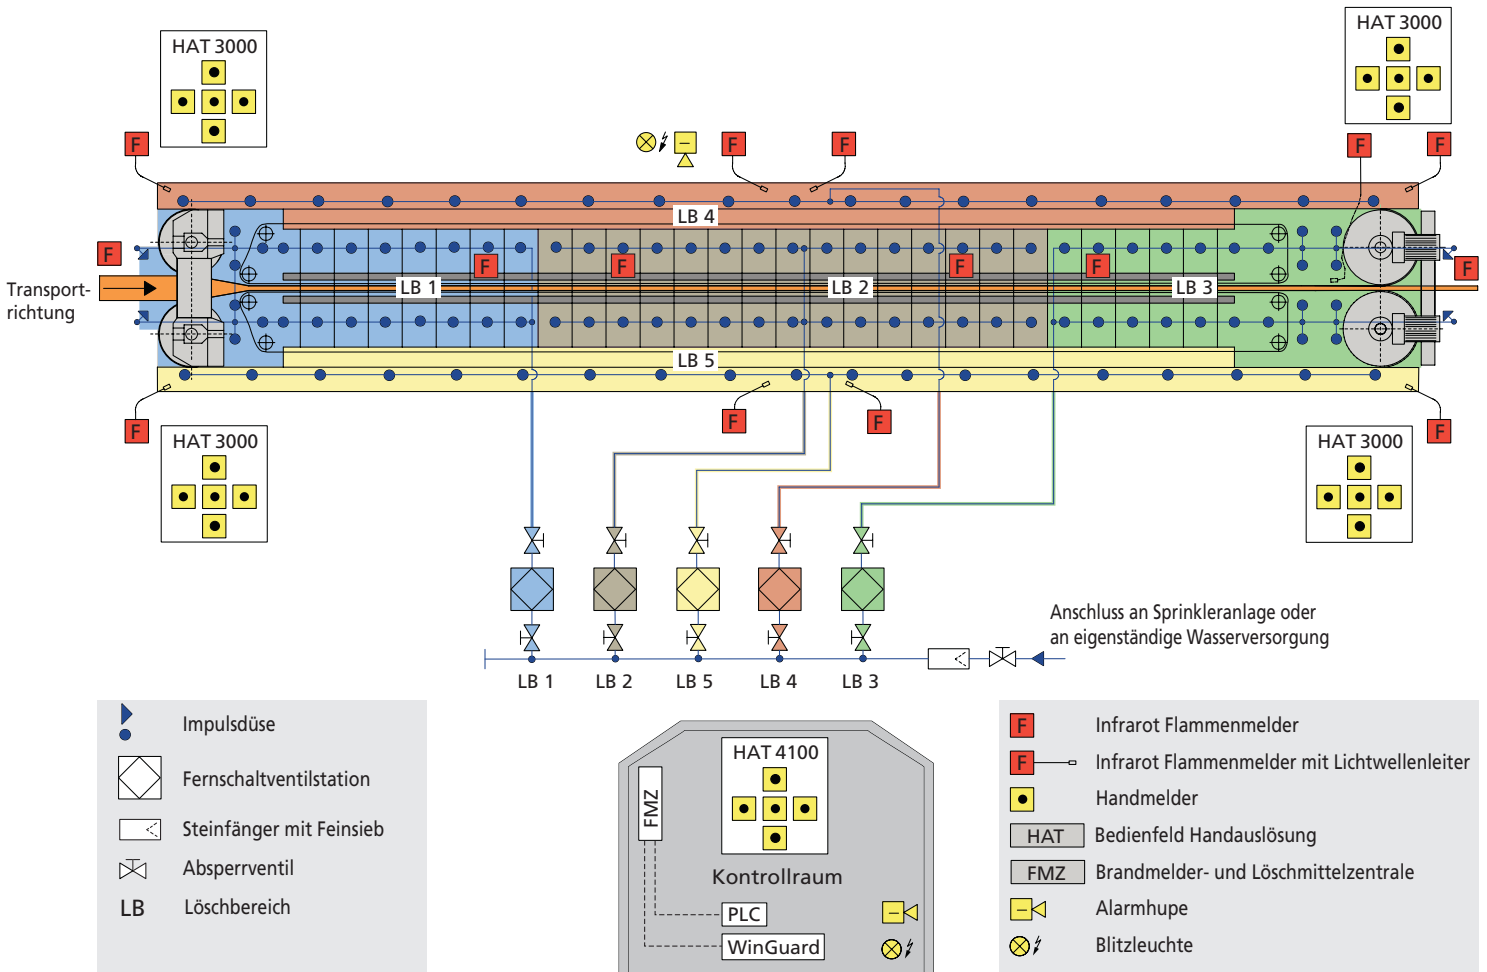 HAT 3000
HAT 3000
F
F
F
F
F
LB 4
F
F
F
F
F
F
Transport-
richtung
LB 1
LB 2
LB 3
LB 5
F
F
F
F
HAT 3000
HAT 3000
Anschluss an Sprinkleranlage oder
an eigenständige Wasserversorgung
LB 1
LB 2
LB 5
LB 4
LB 3
Impulsdüse
Fernschaltventilstation
Steinfänger mit Feinsieb
Absperrventil
LB Löschbereich
HAT 4100
FMZ
Kontrollraum
PLC
WinGuard
F Infrarot Flammenmelder
F Infrarot Flammenmelder mit Lichtwellenleiter
Handmelder
HAT Bedienfeld Handauslösung
FMZ Brandmelder- und Löschmittelzentrale
Alarmhupe
Blitzleuchte